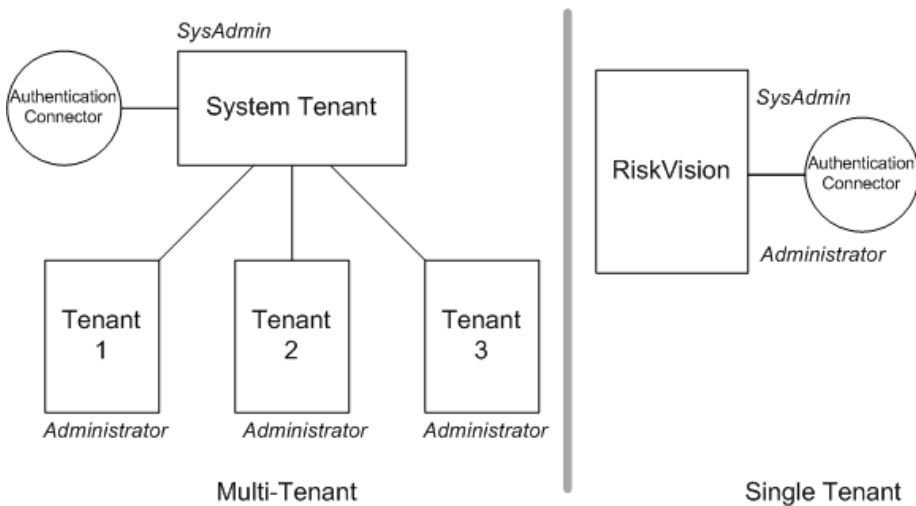 SysAdmin
Authentication
Connector
System Tenant
Tenant
1
Administrator
Tenant
2
Administrator
Tenant
3
Administrator
Multi-Tenant
RiskVision
SysAdmin
Authentication
Connector
Administrator
Single Tenant